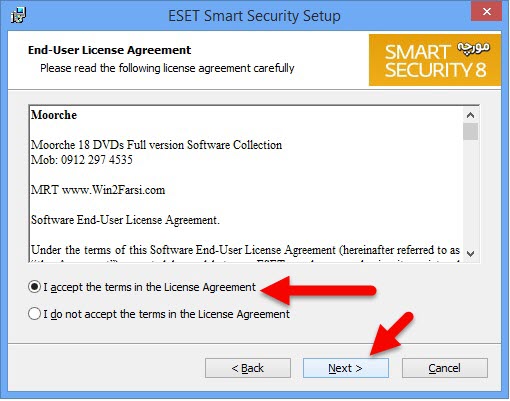 ESET Smart Security Setup
End-User License Agreement
Please read the following license agreement carefully
SMART مورچه
SECURITY 8
Moorche
Moorche 18 DVDs Full version Software Collection
Mob: 0912 297 4535
MRT www.Win2Farsi.com
Software End-User License Agreement.
Under the terms of this Software End-User License Agreement (hereinafter referred to as
I accept the terms in the License Agreement
I do not accept the terms in the License Agreement
< Back
Next >
Cancel